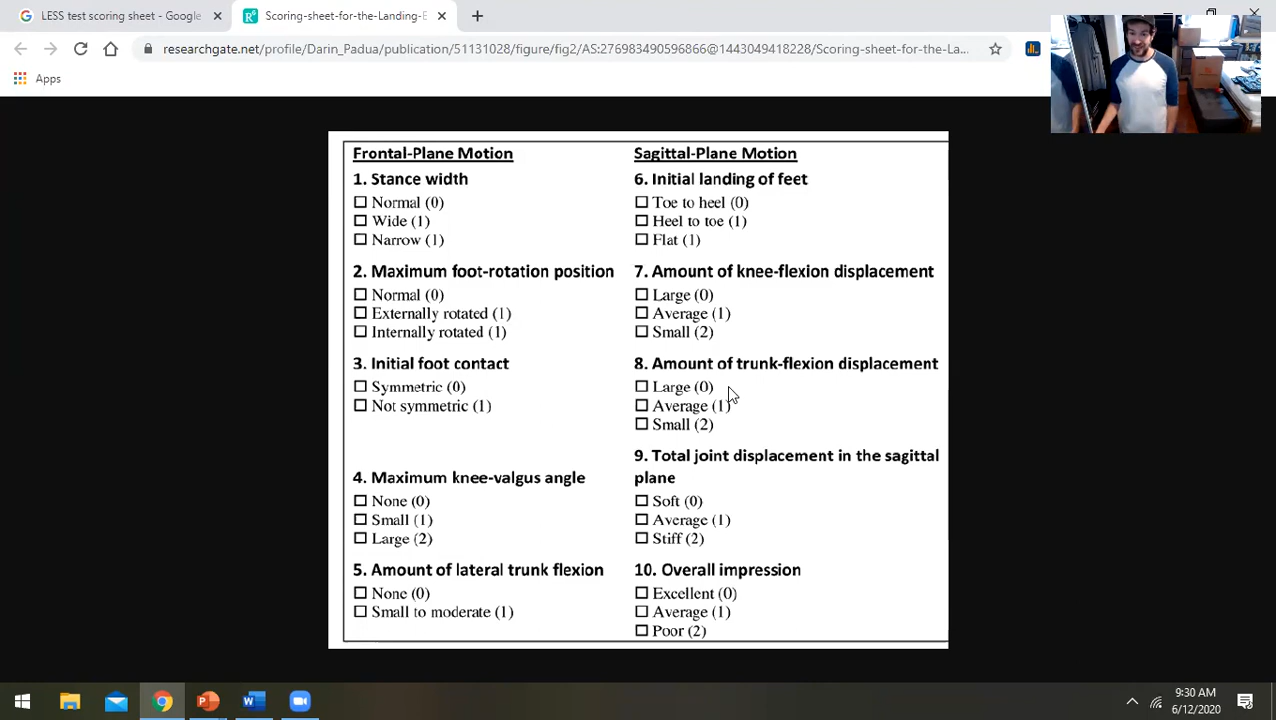 LESS test scoring sheet - Google
Scoring-sheet-for-the-Landing-E
researchgate.net/profile/Darin_Padua/publication/51131028/figure/fig2/AS:276983490596866@1443049418228/Scoring-sheet-for-the-La...
Apps
Frontal-Plane Motion
1. Stance width
Normal (0)
Wide (1)
Narrow (1)
2. Maximum foot-rotation position
Normal (0)
Externally rotated (1)
Internally rotated (1)
3. Initial foot contact
Symmetric (0)
Not symmetric (1)
4. Maximum knee-valgus angle
None (0)
Small (1)
Large (2)
5. Amount of lateral trunk flexion
None (0)
Small to moderate (1)
Sagittal-Plane Motion
6. Initial landing of feet
Toe to heel (0)
Heel to toe (1)
Flat (1)
7. Amount of knee-flexion displacement
Large (0)
Average (1)
Small (2)
8. Amount of trunk-flexion displacement
Large (0)
Average (1)
Small (2)
9. Total joint displacement in the sagittal
plane
Soft (0)
Average (1)
Stiff (2)
10. Overall impression
Excellent (0)
Average (1)
Poor (2)
9:30 AM
6/12/2020